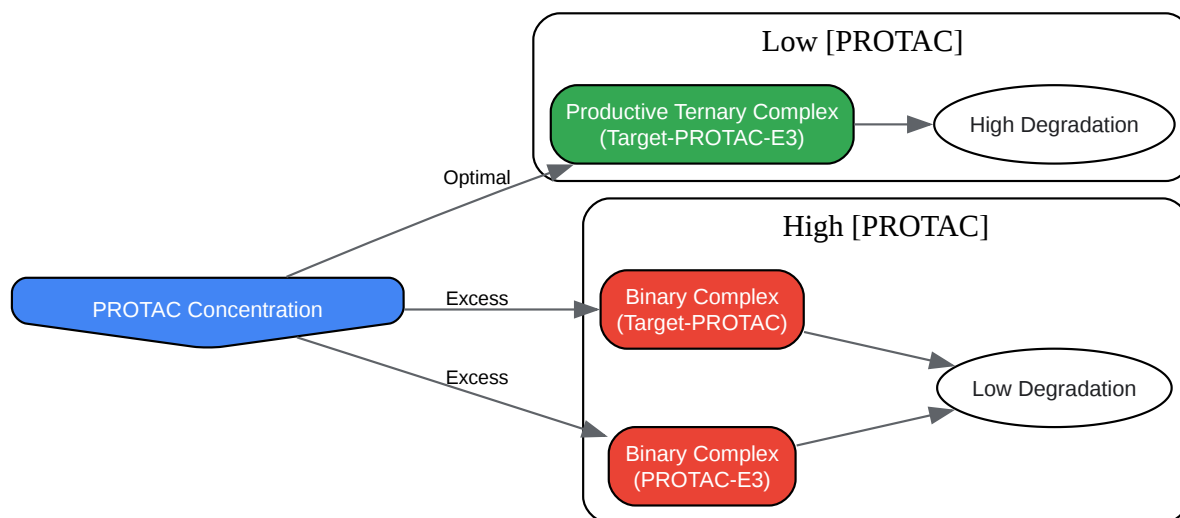 Low [PROTAC]
Productive Ternary Complex
(Target-PROTAC-E3)
High Degradation
Optimal
High [PROTAC]
PROTAC Concentration
Excess
Binary Complex
(Target-PROTAC)
Excess
Low Degradation
Binary Complex
(PROTAC-E3)